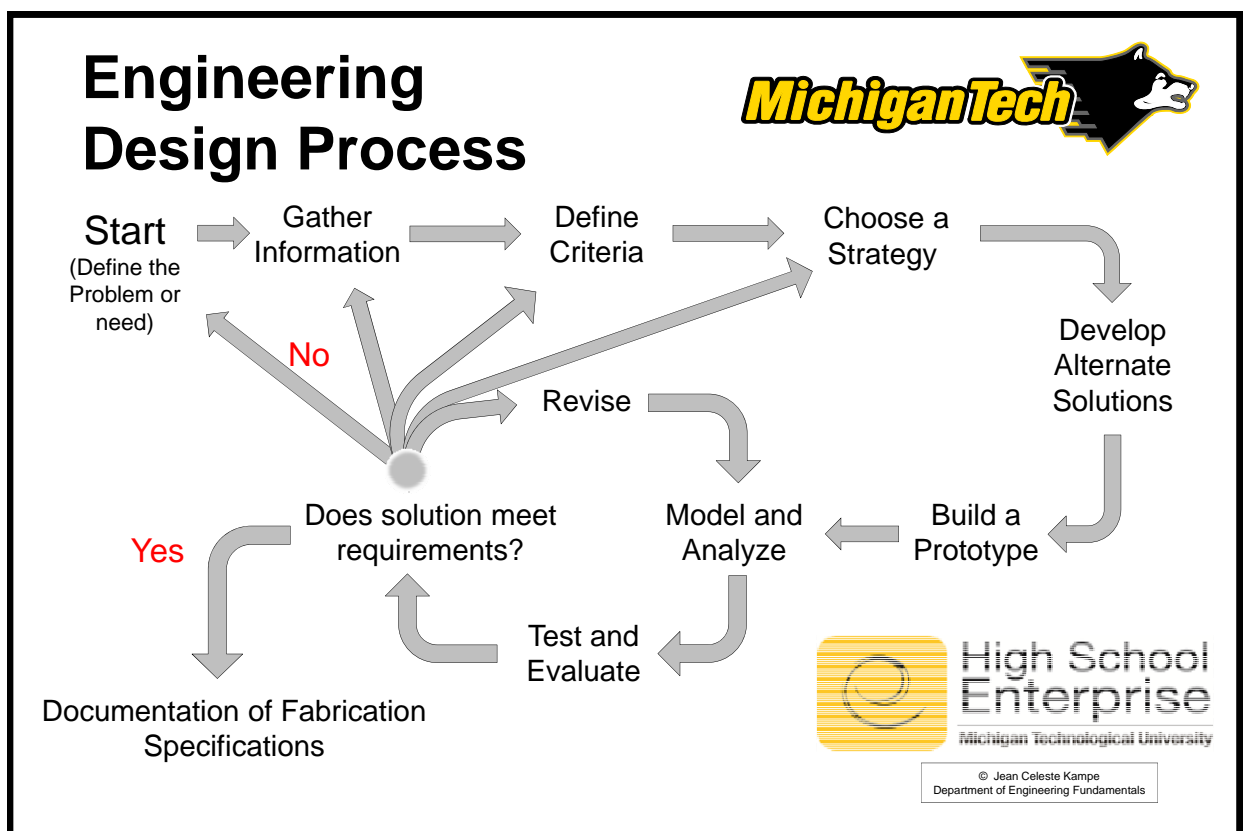 Engineering
Design Process
MichiganTech
Start
(Define the
Problem or
need)
Gather
Information
Define
Criteria
Choose a
Strategy
Develop
Alternate
Solutions
No
Revise
Does solution meet
requirements?
Model and
Analyze
Build a
Prototype
Yes
Test and
Evaluate
Documentation of Fabrication
Specifications
High School
Enterprise
Michigan Technological University
© Jean Celeste Kampe
Department of Engineering Fundamentals